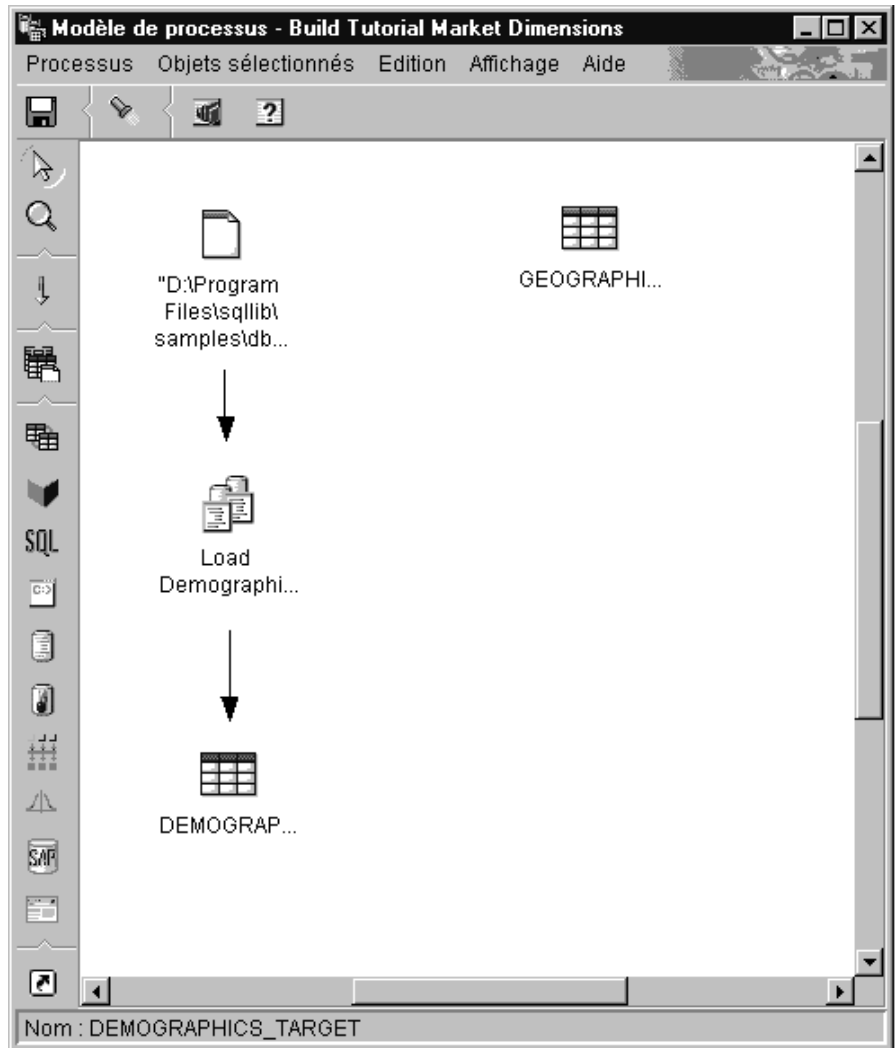 Modèle de processus - Build Tutorial Market Dimensions
Processus Objets sélectionnés Edition Affichage Aide
"D:\Program
Files\sqllib\
samples\db...
GEOGRAPHI...
Load
Demographi...
SQL
C:>
DEMOGRAP...
SAP
Nom : DEMOGRAPHICS_TARGET